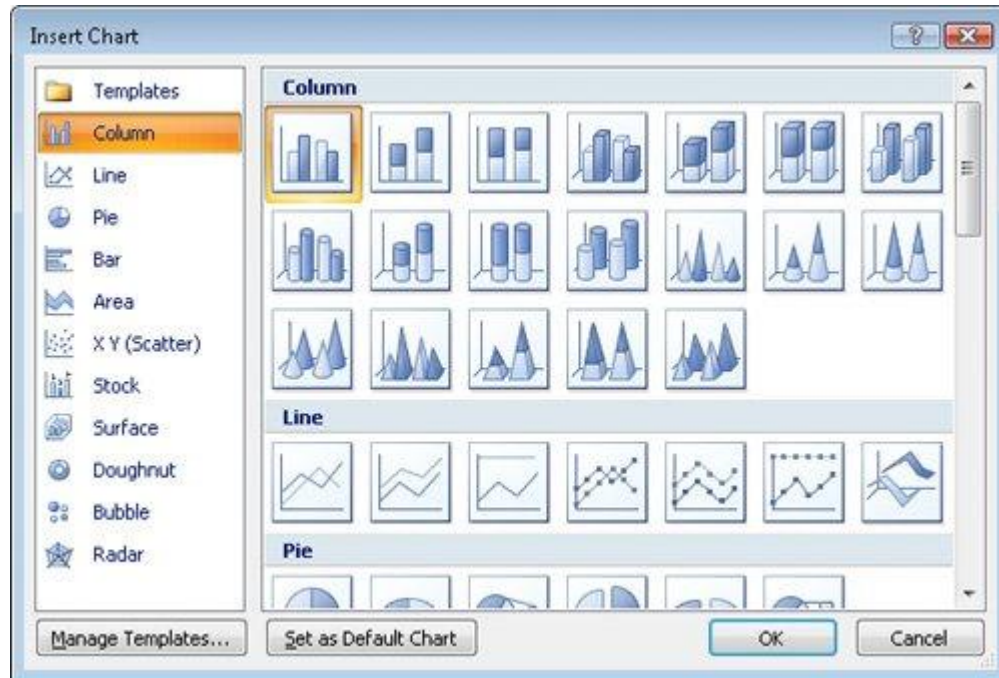 Insert Chart
Templates
Column
Line
Pie
Bar
Area
X Y (Scatter)
Stock
Surface
Doughnut
Bubble
Radar
Column
Line
Pie
Manage Templates...
Set as Default Chart
OK
Cancel